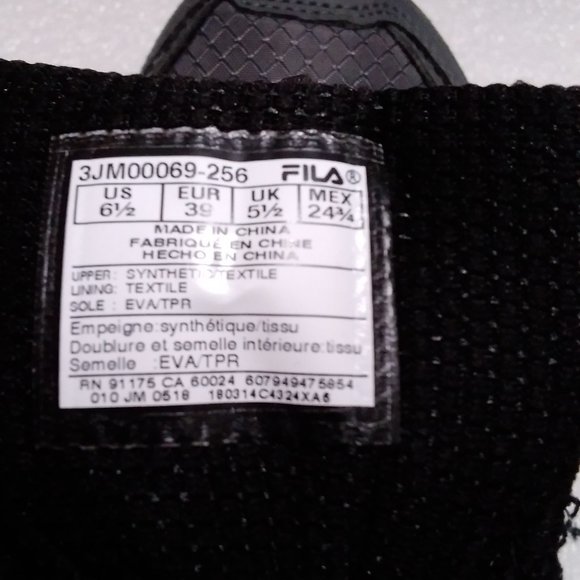 3JM00069-256 FILA®
US EUR UK MEX
6½ 39 5½ 24¾
MADE IN CHINA
FABRIQUÉ EN CHINE
HECHO EN CHINA
UPPER: SYNTHETIC/TEXTILE
LINING: TEXTILE
SOLE : EVA/TPR
Empeigne:synthétique/tissu
Doublure et semelle intérieure:tissu
Semelle :EVA/TPR
RN 91175 CA 60024 607949475854
010 JM 0518 180314C4324XA6